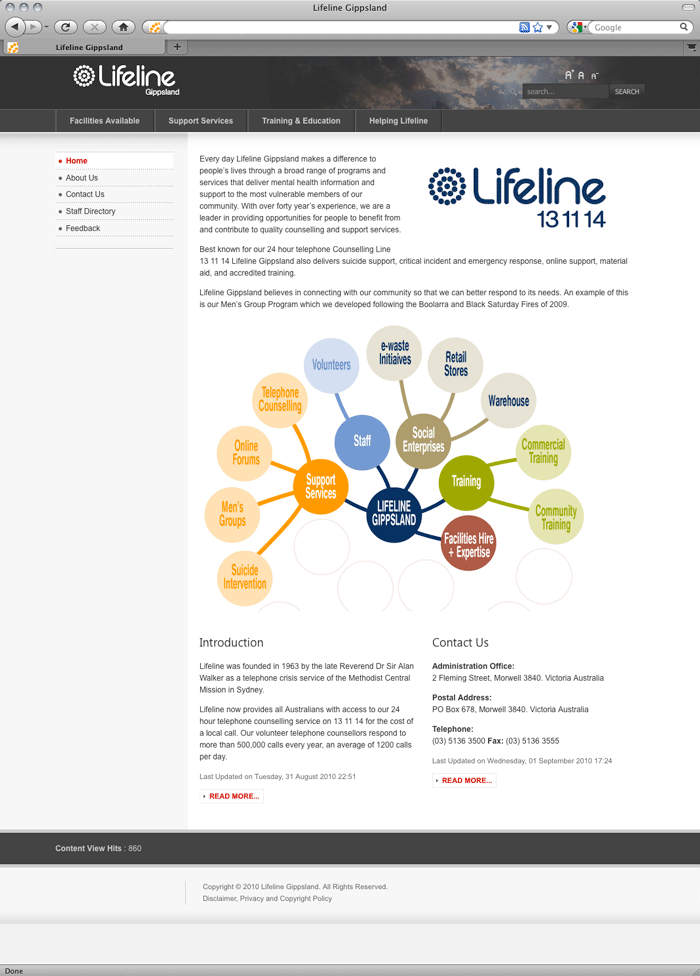 Lifeline Gippsland
Google
Lifeline Gippsland
Lifeline
Gippsland
A+ A A-
search...
SEARCH
Facilities Available
Support Services
Training & Education
Helping Lifeline
Home
About Us
Contact Us
Staff Directory
Feedback
Every day Lifeline Gippsland makes a difference to
people's lives through a broad range of programs and
services that deliver mental health information and
support to the most vulnerable members of our
community. With over forty year's experience, we are a
leader in providing opportunities for people to benefit from
and contribute to quality counselling and support services.
Lifeline
13 11 14
Best known for our 24 hour telephone Counselling Line
13 11 14 Lifeline Gippsland also delivers suicide support, critical incident and emergency response, online support, material
aid, and accredited training.
Lifeline Gippsland believes in connecting with our community so that we can better respond to its needs. An example of this
is our Men's Group Program which we developed following the Boolarra and Black Saturday Fires of 2009.
Volunteers
e-waste
Initiaives
Retail
Stores
Telephone
Counselling
Warehouse
Staff
Social
Enterprises
Online
Forums
Commercial
Training
Support
Services
Training
Men's
Groups
LIFELINE
GIPPSLAND
Community
Training
Facilities Hire
+ Expertise
Suicide
Intervention
Introduction
Lifeline was founded in 1963 by the late Reverend Dr Sir Alan
Walker as a telephone crisis service of the Methodist Central
Mission in Sydney.
Lifeline now provides all Australians with access to our 24
hour telephone counselling service on 13 11 14 for the cost of
a local call. Our volunteer telephone counsellors respond to
more than 500,000 calls every year, an average of 1200 calls
per day.
Last Updated on Tuesday, 31 August 2010 22:51
READ MORE...
Contact Us
Administration Office:
2 Fleming Street, Morwell 3840. Victoria Australia
Postal Address:
PO Box 678, Morwell 3840. Victoria Australia
Telephone:
(03) 5136 3500 Fax: (03) 5136 3555
Last Updated on Wednesday, 01 September 2010 17:24
READ MORE...
Content View Hits : 860
Copyright © 2010 Lifeline Gippsland. All Rights Reserved.
Disclaimer, Privacy and Copyright Policy
Done